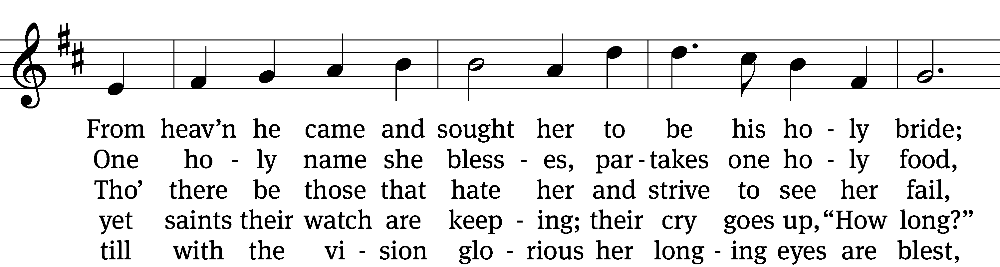 From heav’n he came and sought her to be his ho - ly bride;
One ho - ly name she bless - es, par - takes one ho - ly food,
Tho’ there be those that hate her and strive to see her fail,
yet saints their watch are keep - ing; their cry goes up, “How long?”
till with the vi - sion glo - rious her long - ing eyes are blest,